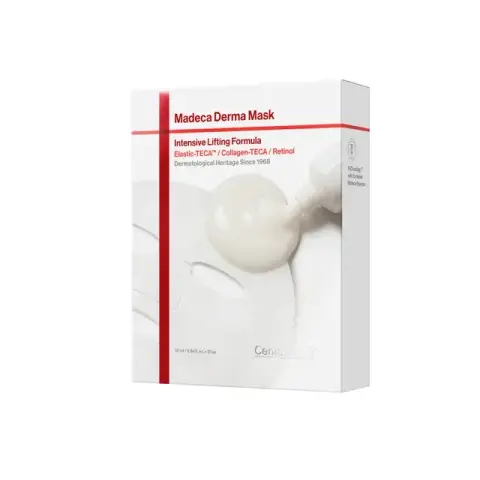 Madeca Derma Mask
Intensive Lifting Formula
Elastic-TECA™ / Collagen-TECA / Retinol
Dermatological Heritage Since 1968